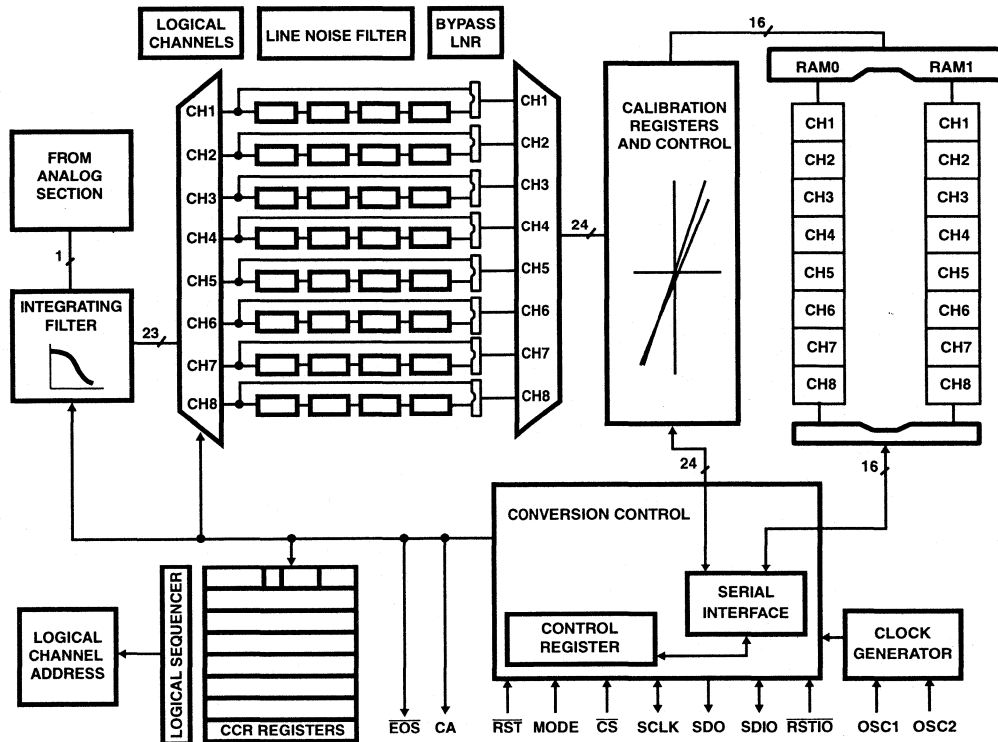 LOGICAL
CHANNELS
LINE NOISE FILTER
BYPASS
LNR
16
RAM0
RAM1
FROM
ANALOG
SECTION
1
INTEGRATING
FILTER
23
CH1
CH2
CH3
CH4
CH5
CH6
CH7
CH8
CH1
CH2
CH3
CH4
CH5
CH6
CH7
CH8
24
CALIBRATION
REGISTERS
AND CONTROL
CH1
CH2
CH3
CH4
CH5
CH6
CH7
CH8
CH1
CH2
CH3
CH4
CH5
CH6
CH7
CH8
24
16
CONVERSION CONTROL
SERIAL
INTERFACE
CONTROL
REGISTER
CLOCK
GENERATOR
LOGICAL
CHANNEL
ADDRESS
LOGICAL SEQUENCER
CCR REGISTERS
EOS
CA
RST
MODE
CS
SCLK
SDO
SDIO
RSTIO
OSC1
OSC2